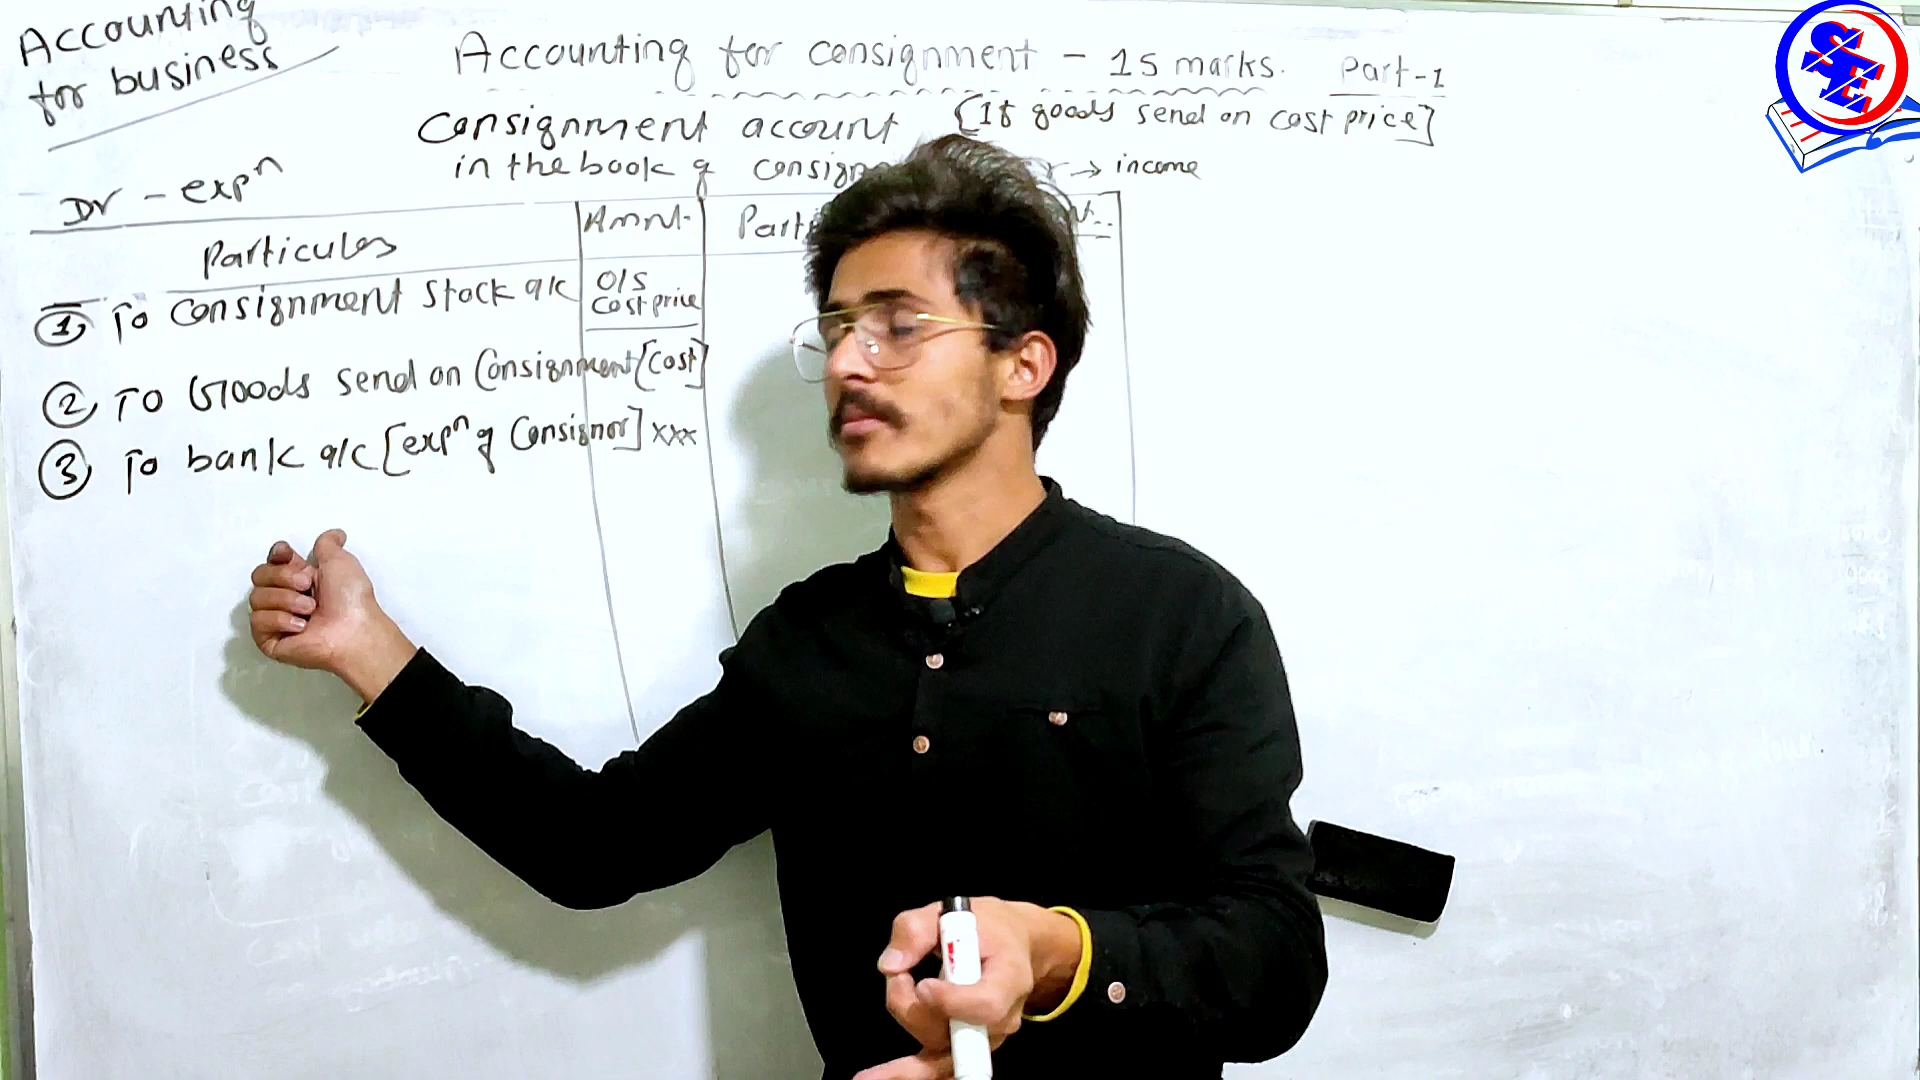 Accounting
for business
Accounting for consignment - 15 marks. Part-1
Consignment account [If goods send on cost price]
in the book of
→ income
Dr - expⁿ
Particules Amnt.
① To Consignment Stock a/c O/S
Cost price
② To Goods send on Consignment [Cost]
③ To bank a/c [expⁿ of Consignor] xxx
SE